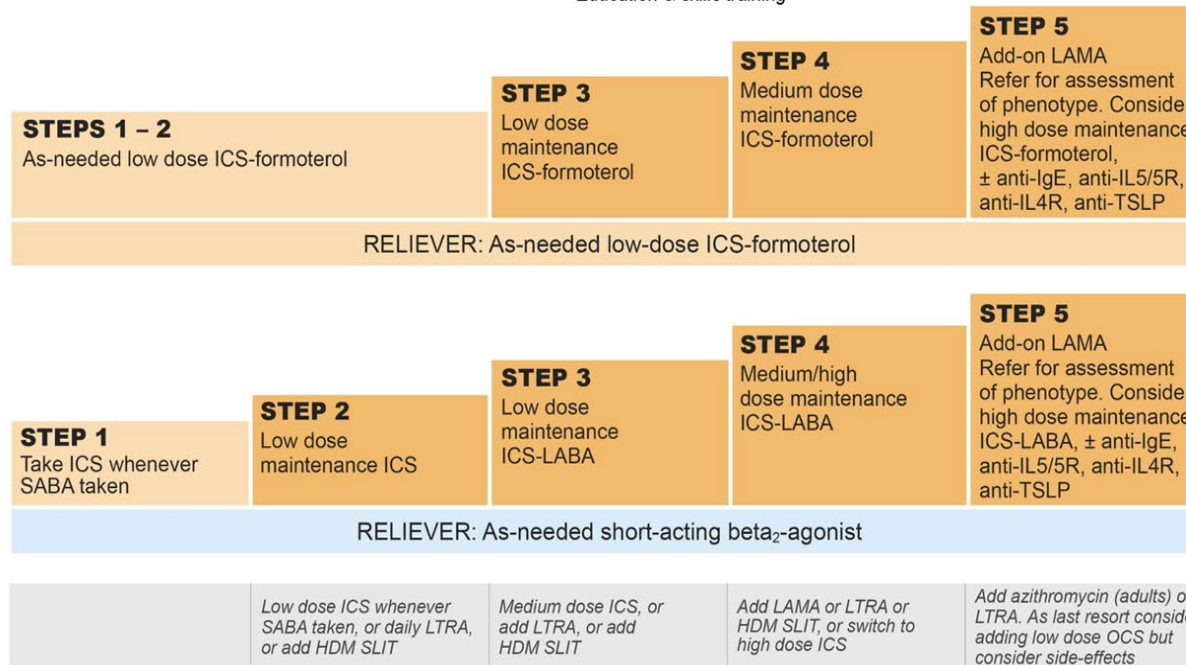 Education & skills training
STEPS 1 – 2
As-needed low dose ICS-formoterol
STEP 3
Low dose
maintenance
ICS-formoterol
STEP 4
Medium dose
maintenance
ICS-formoterol
STEP 5
Add-on LAMA
Refer for assessment
of phenotype. Conside
high dose maintenance
ICS-formoterol,
± anti-IgE, anti-IL5/5R,
anti-IL4R, anti-TSLP
RELIEVER: As-needed low-dose ICS-formoterol
STEP 1
Take ICS whenever
SABA taken
STEP 2
Low dose
maintenance ICS
STEP 3
Low dose
maintenance
ICS-LABA
STEP 4
Medium/high
dose maintenance
ICS-LABA
STEP 5
Add-on LAMA
Refer for assessment
of phenotype. Conside
high dose maintenance
ICS-LABA, ± anti-IgE,
anti-IL5/5R, anti-IL4R,
anti-TSLP
RELIEVER: As-needed short-acting beta₂-agonist
Low dose ICS whenever
SABA taken, or daily LTRA,
or add HDM SLIT
Medium dose ICS, or
add LTRA, or add
HDM SLIT
Add LAMA or LTRA or
HDM SLIT, or switch to
high dose ICS
Add azithromycin (adults) o
LTRA. As last resort conside
adding low dose OCS but
consider side-effects